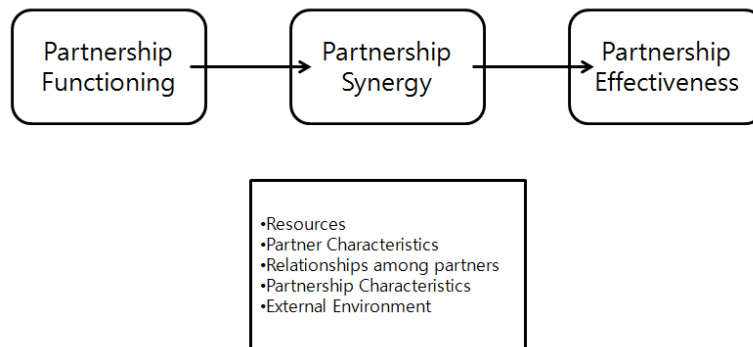 Partnership
Functioning
Partnership
Synergy
Partnership
Effectiveness
•Resources
•Partner Characteristics
•Relationships among partners
•Partnership Characteristics
•External Environment